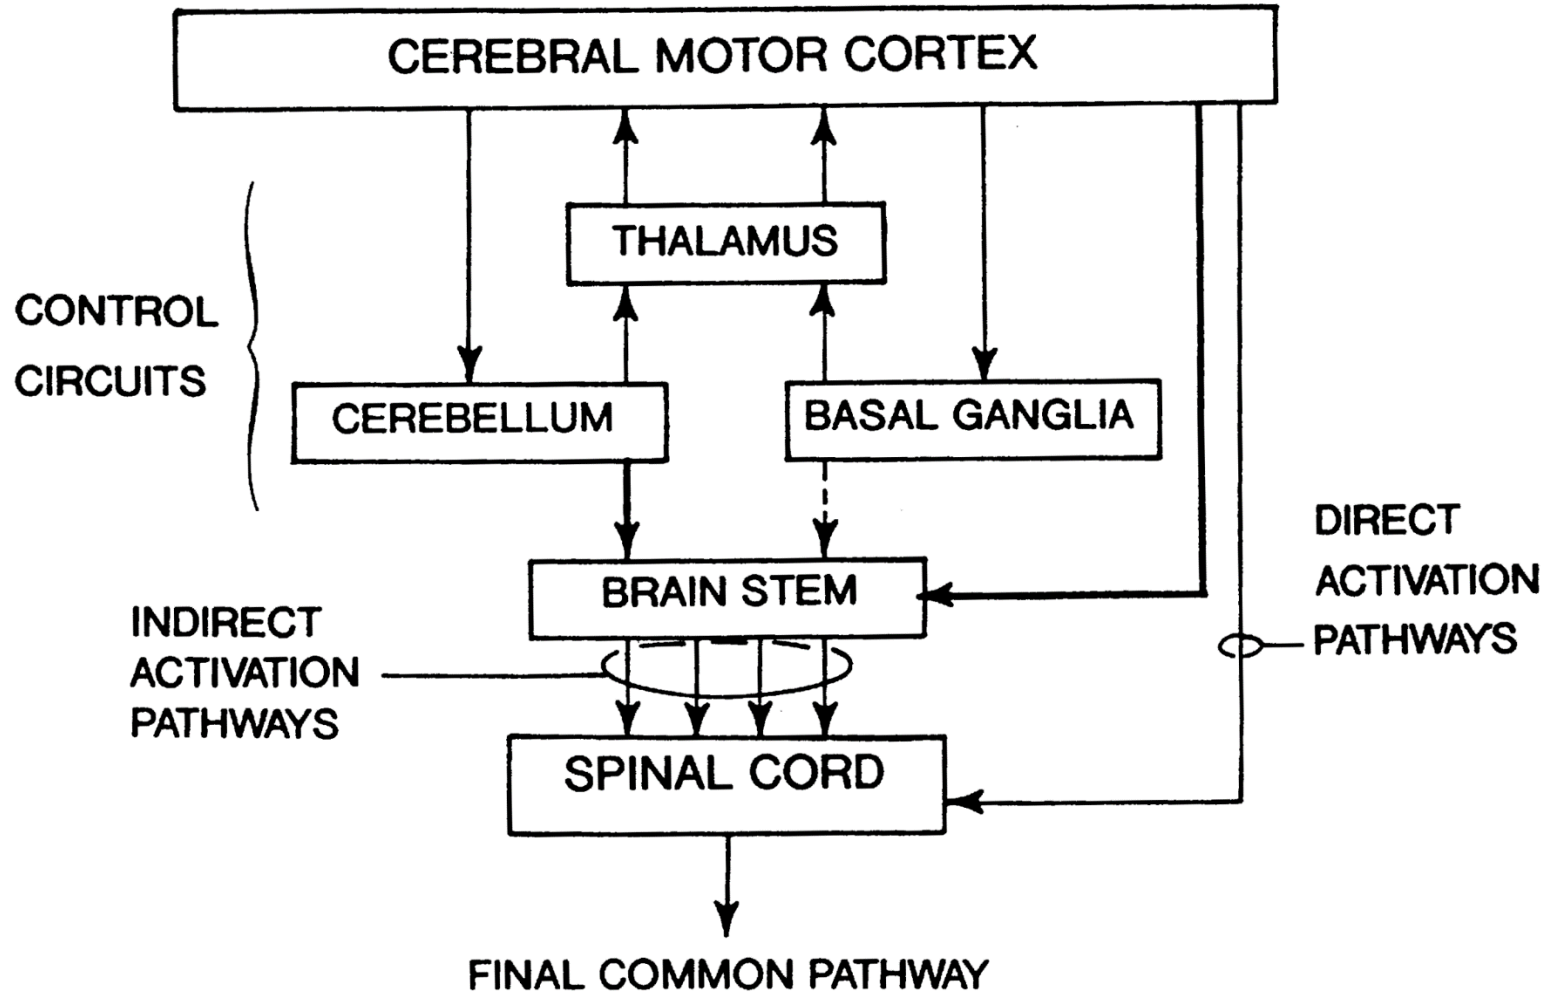 CEREBRAL MOTOR CORTEX
THALAMUS
CONTROL
CIRCUITS
CEREBELLUM
BASAL GANGLIA
DIRECT
ACTIVATION
PATHWAYS
BRAIN STEM
INDIRECT
ACTIVATION
PATHWAYS
SPINAL CORD
FINAL COMMON PATHWAY